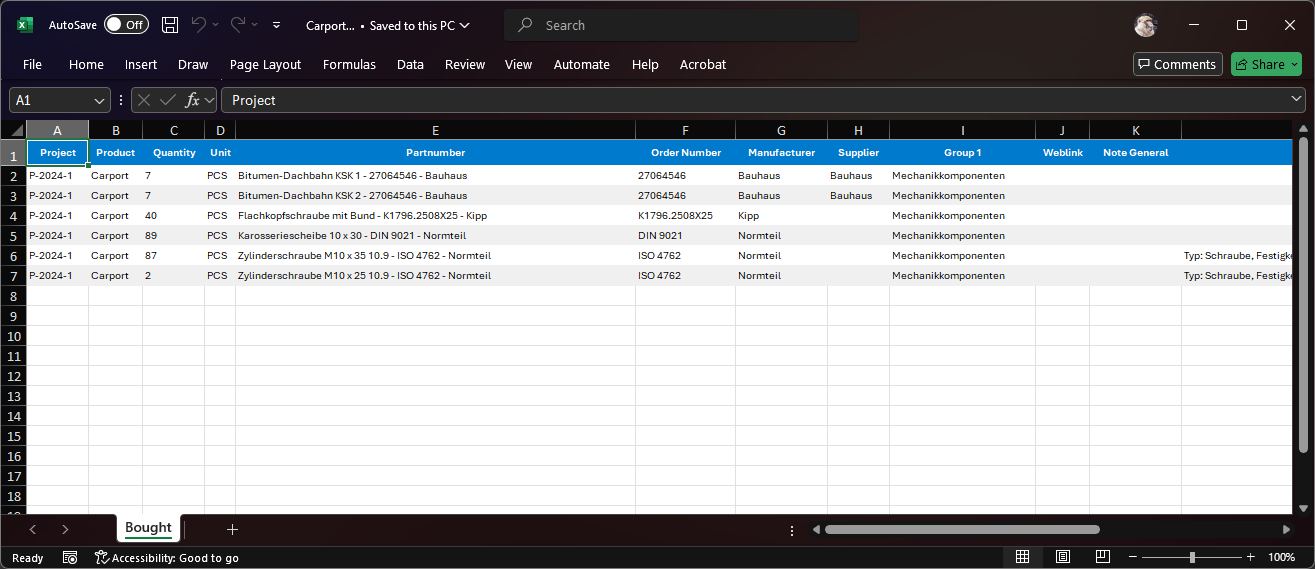 AutoSave Off Carport... • Saved to this PC Search
File Home Insert Draw Page Layout Formulas Data Review View Automate Help Acrobat Comments Share
A1 fx Project
A B C D E F G H I J K
1 Project Product Quantity Unit Partnumber Order Number Manufacturer Supplier Group 1 Weblink Note General
2 P-2024-1 Carport 7 PCS Bitumen-Dachbahn KSK 1 - 27064546 - Bauhaus 27064546 Bauhaus Bauhaus Mechanikkomponenten
3 P-2024-1 Carport 7 PCS Bitumen-Dachbahn KSK 2 - 27064546 - Bauhaus 27064546 Bauhaus Bauhaus Mechanikkomponenten
4 P-2024-1 Carport 40 PCS Flachkopfschraube mit Bund - K1796.2508X25 - Kipp K1796.2508X25 Kipp Mechanikkomponenten
5 P-2024-1 Carport 89 PCS Karosseriescheibe 10 x 30 - DIN 9021 - Normteil DIN 9021 Normteil Mechanikkomponenten
6 P-2024-1 Carport 87 PCS Zylinderschraube M10 x 35 10.9 - ISO 4762 - Normteil ISO 4762 Normteil Mechanikkomponenten Typ: Schraube, Festigke
7 P-2024-1 Carport 2 PCS Zylinderschraube M10 x 25 10.9 - ISO 4762 - Normteil ISO 4762 Normteil Mechanikkomponenten Typ: Schraube, Festigke
8
9
10
11
12
13
14
15
16
17
18
Bought
Ready Accessibility: Good to go 100%